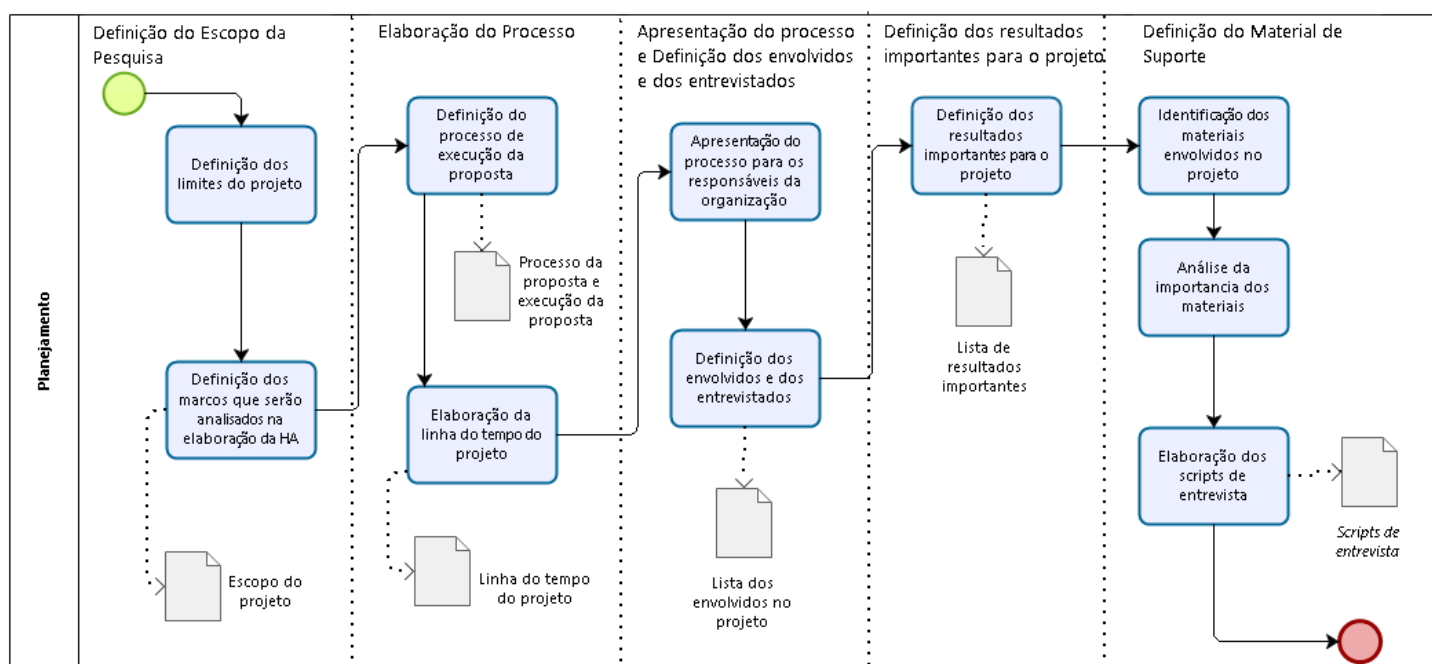 Planejamento
Definição do Escopo da
Pesquisa
Definição dos
limites do projeto
Definição dos
marcos que serão
analisados na
elaboração da HA
Escopo do
projeto
Elaboração do Processo
Definição do
processo de
execução da
proposta
Processo da
proposta e
execução da
proposta
Elaboração da
linha do tempo do
projeto
Linha do tempo
do projeto
Apresentação do processo
e Definição dos envolvidos
e dos entrevistados
Apresentação do
processo para os
responsáveis da
organização
Definição dos
envolvidos e dos
entrevistados
Lista dos
envolvidos no
projeto
Definição dos resultados
importantes para o projeto
Definição dos
resultados
importantes para o
projeto
Lista de
resultados
importantes
Definição do Material de
Suporte
Identificação dos
materiais
envolvidos no
projeto
Análise da
importancia dos
materiais
Elaboração dos
scripts de
entrevista
Scripts de
entrevista